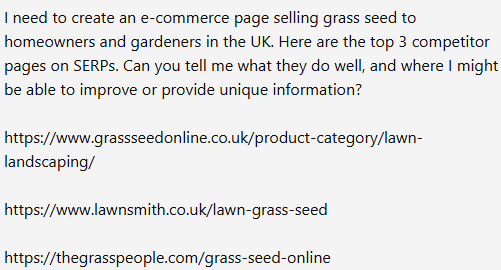 I need to create an e-commerce page selling grass seed to
homeowners and gardeners in the UK. Here are the top 3 competitor
pages on SERPs. Can you tell me what they do well, and where I might
be able to improve or provide unique information?
https://www.grassseedonline.co.uk/product-category/lawn-
landscaping/
https://www.lawnsmith.co.uk/lawn-grass-seed
https://thegrasspeople.com/grass-seed-online